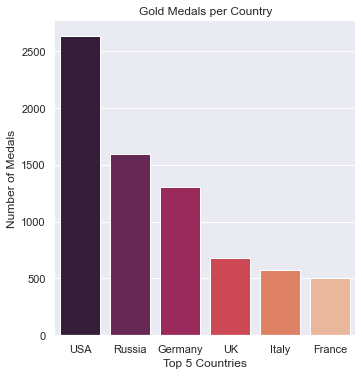 Gold Medals per Country
Number of Medals
2500
2000
1500
1000
500
0
USA Russia Germany UK Italy France
Top 5 Countries